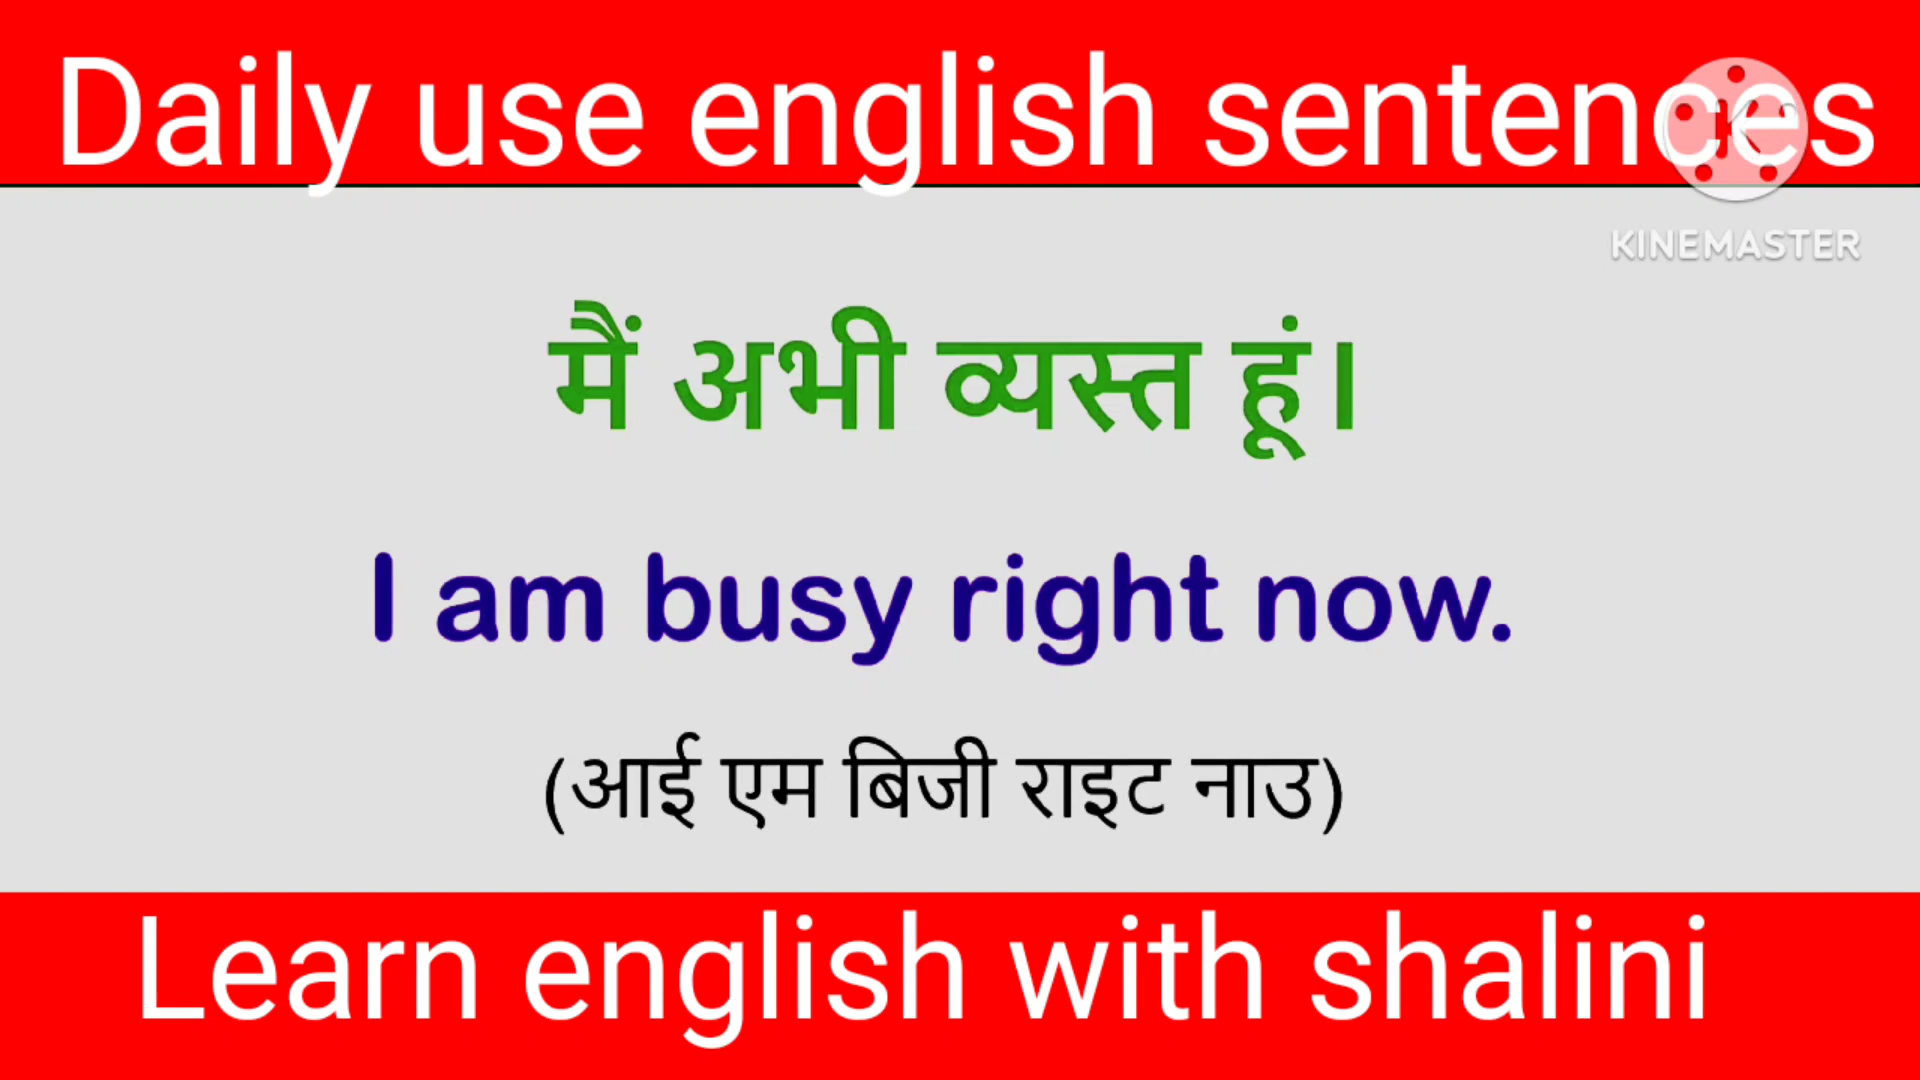 Daily use english sentences
KINEMASTER
मैं अभी व्यस्त हूं।
I am busy right now.
(आई एम बिजी राइट नाउ)
Learn english with shalini